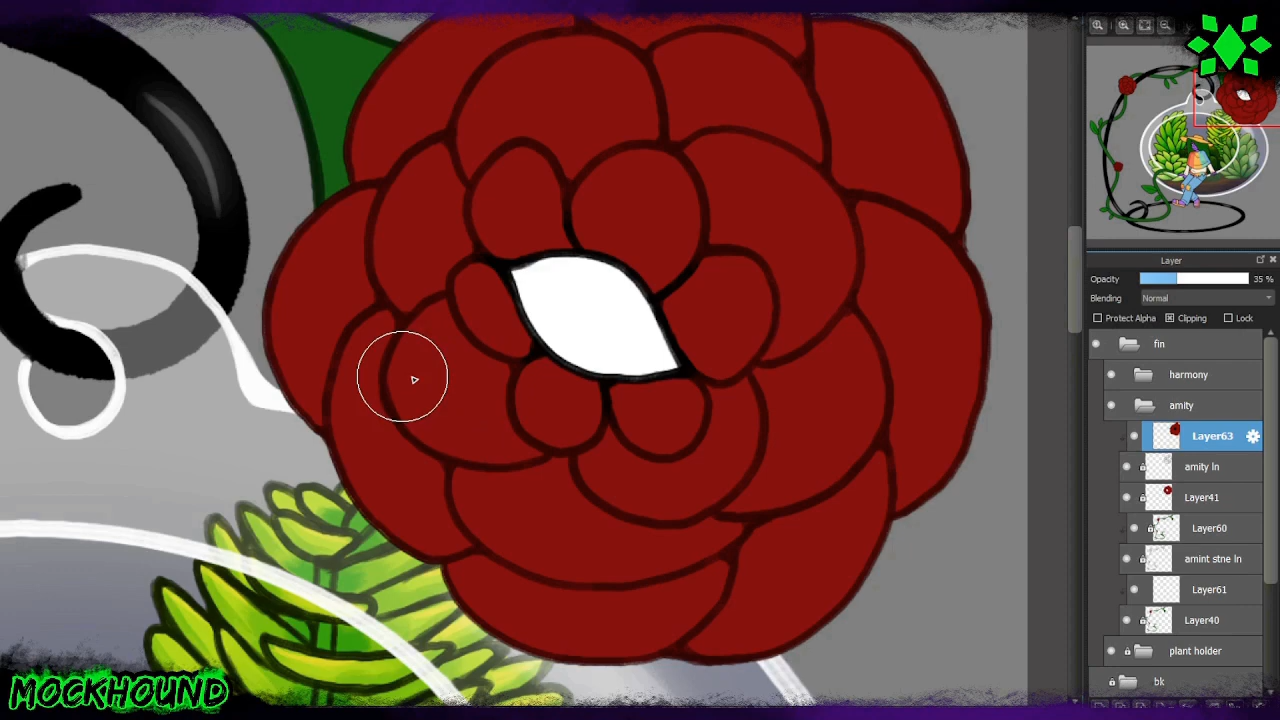 Layer
Opacity 35 %
Blending Normal
Protect Alpha Clipping Lock
fin
harmony
amity
Layer63
amity ln
Layer41
Layer60
amint stne ln
Layer61
Layer40
plant holder
bk
MOCKHOUND